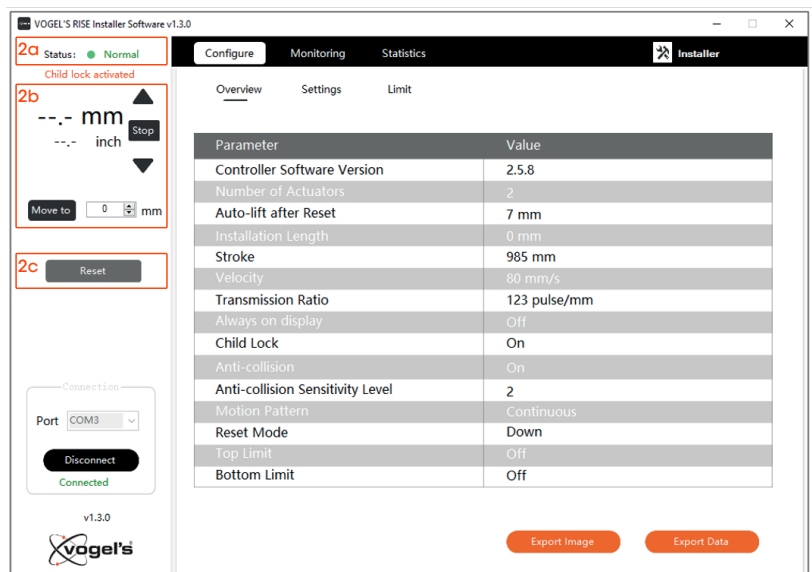 VOGEL'S RISE Installer Software v1.3.0
2a Status: Normal
Child lock activated
2b
--.- mm
--.- inch
Stop
Move to 0 mm
2c Reset
Connection
Port COM3
Disconnect
Connected
v1.3.0
vogel's
Configure Monitoring Statistics Installer
Overview Settings Limit
Parameter Value
Controller Software Version 2.5.8
Number of Actuators 2
Auto-lift after Reset 7 mm
Installation Length 0 mm
Stroke 985 mm
Velocity 80 mm/s
Transmission Ratio 123 pulse/mm
Always on display Off
Child Lock On
Anti-collision On
Anti-collision Sensitivity Level 2
Motion Pattern Continuous
Reset Mode Down
Top Limit Off
Bottom Limit Off
Export Image Export Data